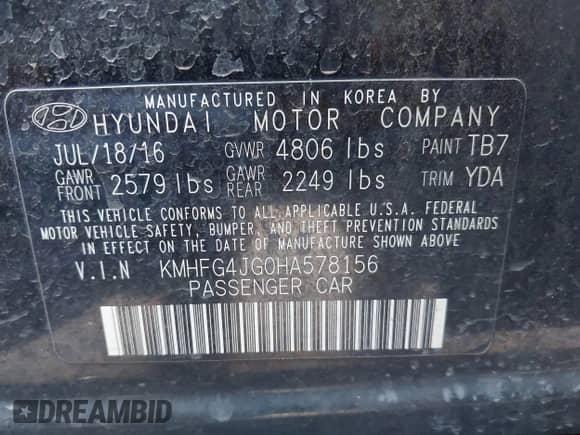 MANUFACTURED IN KOREA BY
HYUNDAI MOTOR COMPANY
JUL/18/16 GVWR 4806 lbs PAINT TB7
GAWR FRONT 2579 lbs GAWR REAR 2249 lbs TRIM YDA
THIS VEHICLE CONFORMS TO ALL APPLICABLE U.S.A. FEDERAL
MOTOR VEHICLE SAFETY, BUMPER, AND THEFT PREVENTION STANDARDS
IN EFFECT ON THE DATE OF MANUFACTURE SHOWN ABOVE.
V.I.N KMHFG4JG0HA578156
PASSENGER CAR
DREAMBID